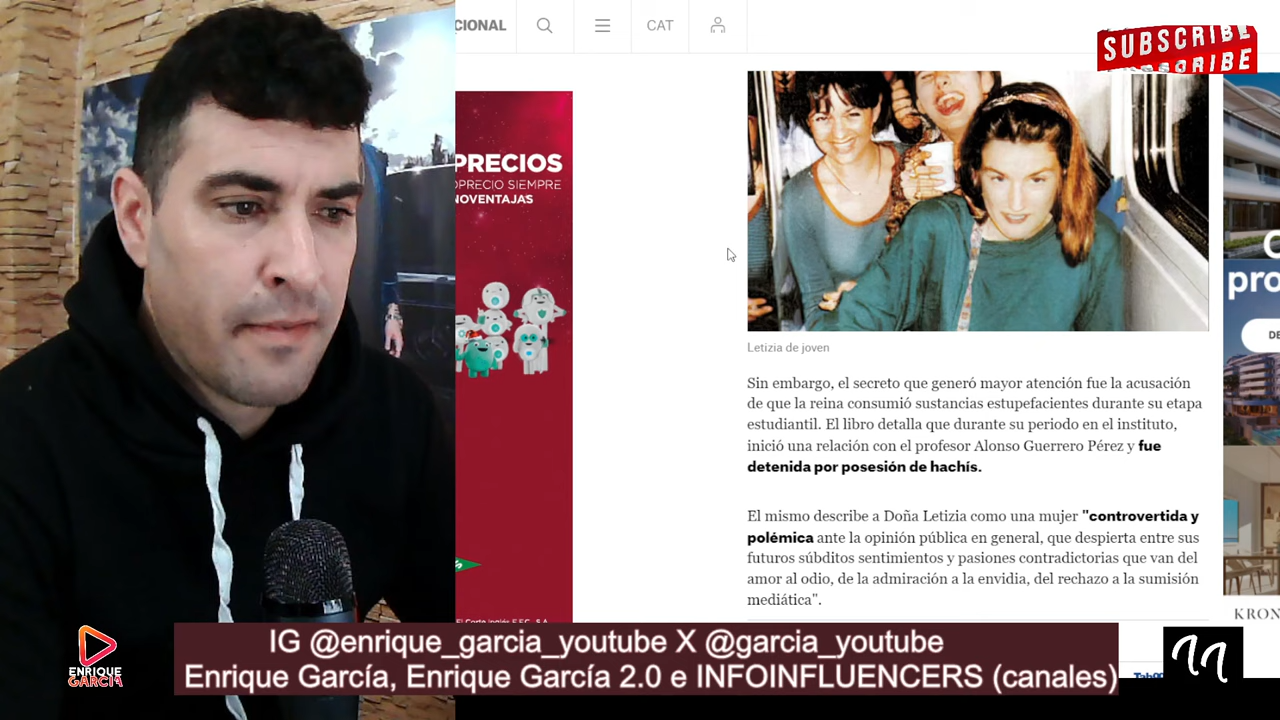 CIONAL
CAT
SUBSCRIBE
PRECIOS
OPRECIO SIEMPRE
NOVENTAJAS
pro
DE
Letizia de joven
Sin embargo, el secreto que generó mayor atención fue la acusación
de que la reina consumió sustancias estupefacientes durante su etapa
estudiantil. El libro detalla que durante su periodo en el instituto,
inició una relación con el profesor Alonso Guerrero Pérez y fue
detenida por posesión de hachís.
El mismo describe a Doña Letizia como una mujer "controvertida y
polémica ante la opinión pública en general, que despierta entre sus
futuros súbditos sentimientos y pasiones contradictorias que van del
amor al odio, de la admiración a la envidia, del rechazo a la sumisión
mediática".
KRON
IG @enrique_garcia_youtube X @garcia_youtube
Enrique García, Enrique García 2.0 e INFOINFLUENCERS (canales)
ENRIQUE
GARCÍA